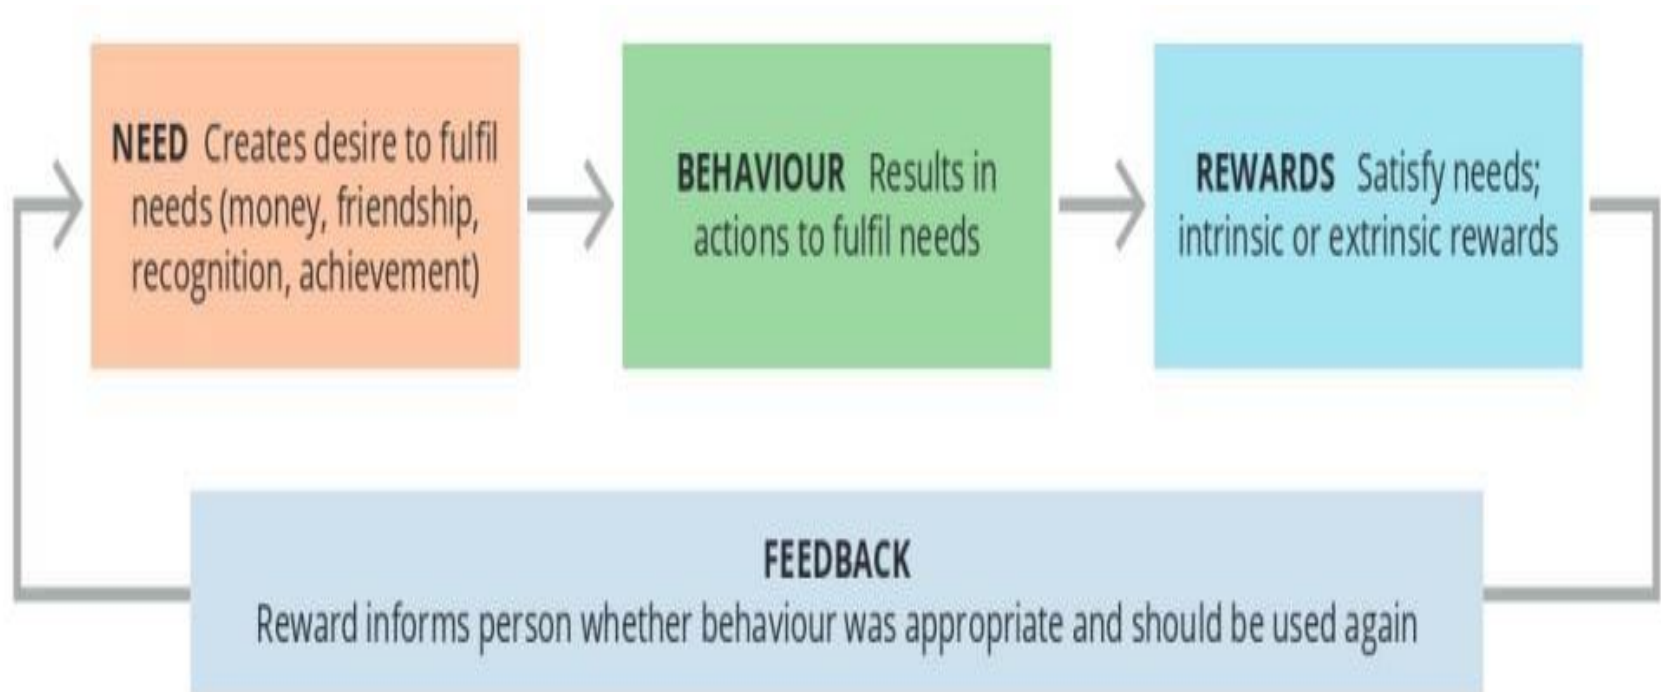 NEED Creates desire to fulfil
needs (money, friendship,
recognition, achievement)
BEHAVIOUR Results in
actions to fulfil needs
REWARDS Satisfy needs;
intrinsic or extrinsic rewards
FEEDBACK
Reward informs person whether behaviour was appropriate and should be used again